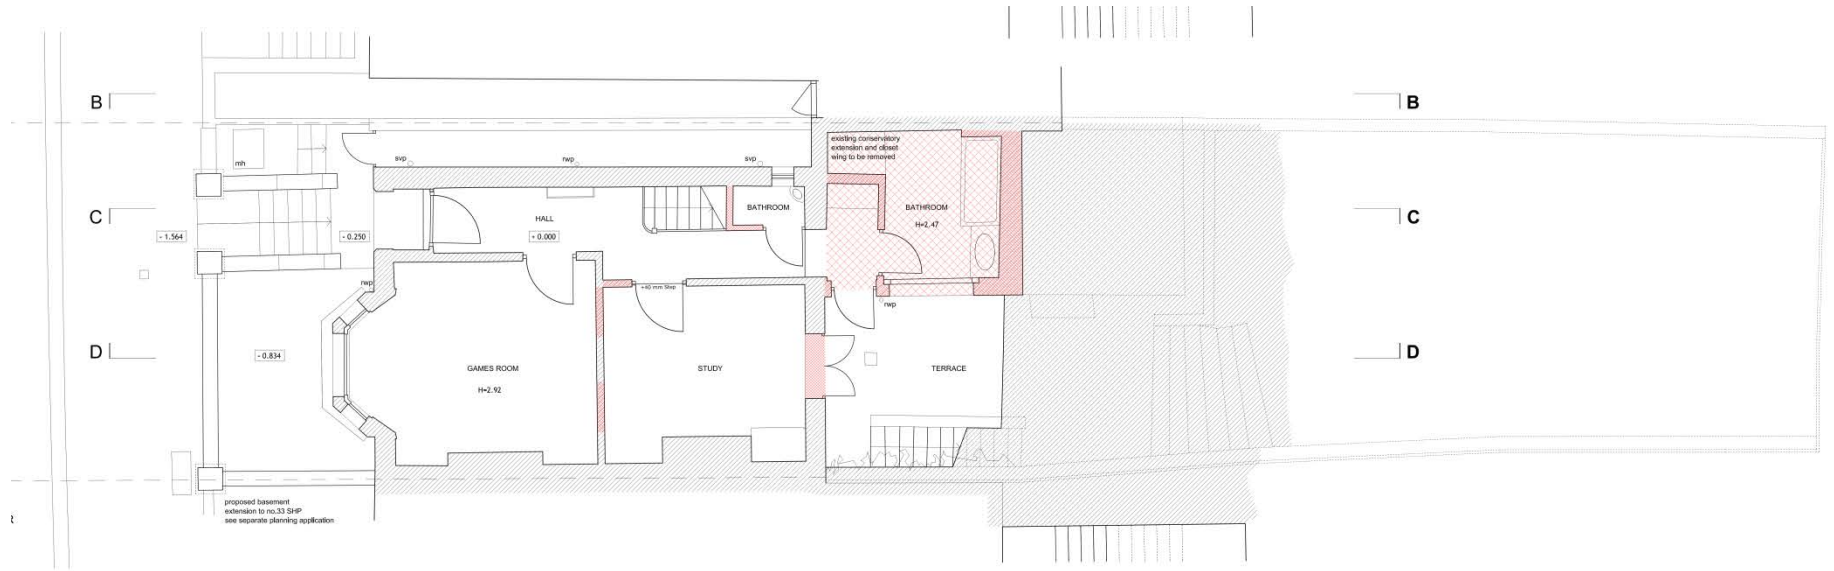 B
B
existing conservatory
extension and closet
wing to be removed
mh
svp
rwp
svp
C
C
- 1.564
- 0.250
HALL
+ 0.000
BATHROOM
BATHROOM
H=2.47
rwp
+40 mm Step
rwp
D
D
- 0.834
GAMES ROOM
H=2.92
STUDY
TERRACE
proposed basement
extension to no.33 SHP
see separate planning application